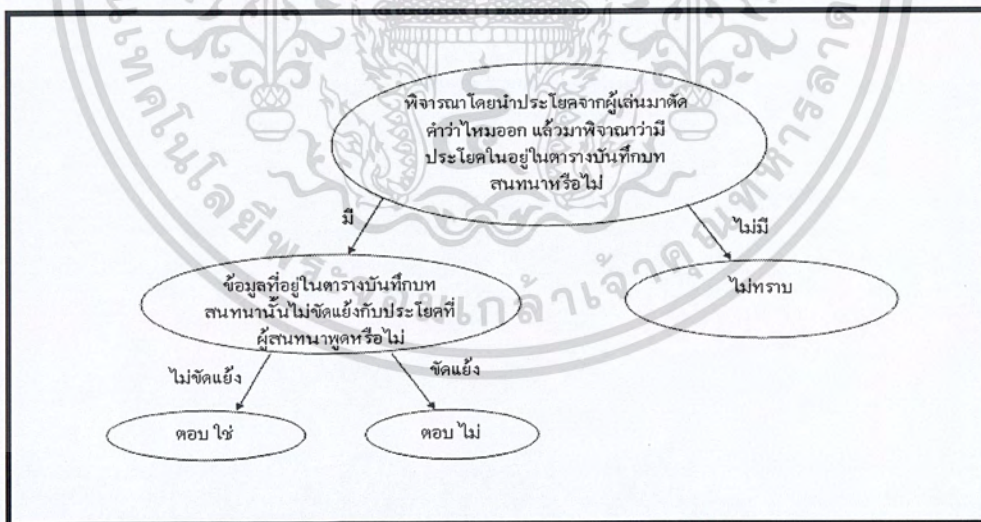 พิจารณาโดยนำประโยคจากผู้เล่นมาตัด
คำว่าไหมออก แล้วมาพิจาณาว่ามี
ประโยคในอยู่ในตารางบันทึกบท
สนทนาหรือไม่
มี
ไม่มี
ข้อมูลที่อยู่ในตารางบันทึกบท
สนทนานั้นไม่ขัดแย้งกับประโยคที่
ผู้สนทนาพูดหรือไม่
ไม่ทราบ
ไม่ขัดแย้ง
ขัดแย้ง
ตอบ ใช่
ตอบ ไม่